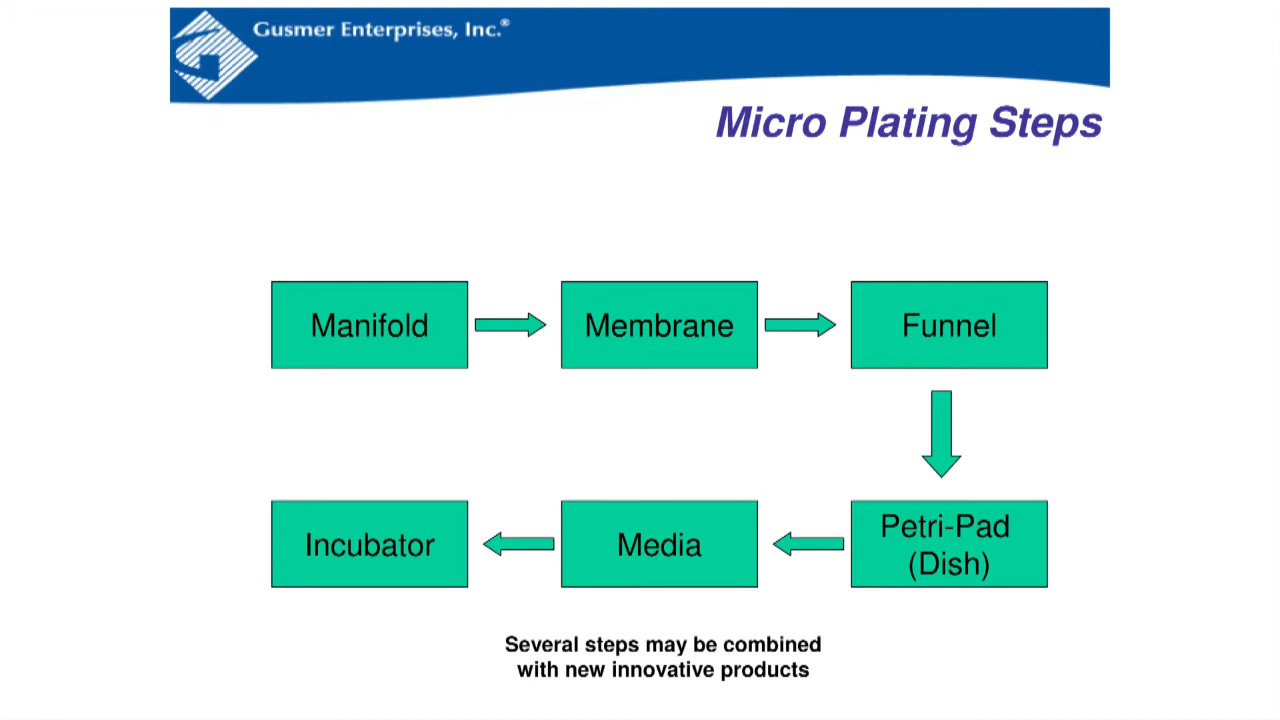 Gusmer Enterprises, Inc.®
Micro Plating Steps
Manifold
Membrane
Funnel
Petri-Pad
(Dish)
Media
Incubator
Several steps may be combined
with new innovative products